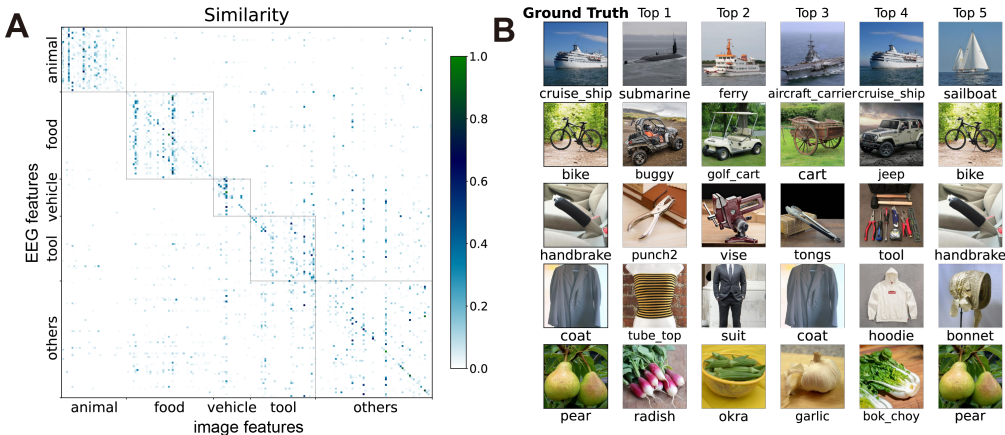 A
Similarity
animal
food
vehicle
tool
others
EEG features
animal food vehicle tool others
image features
1.0
0.8
0.6
0.4
0.2
0.0
B
Ground Truth Top 1 Top 2 Top 3 Top 4 Top 5
cruise_ship submarine ferry aircraft_carrier cruise_ship sailboat
bike buggy golf_cart cart jeep bike
handbrake punch2 vise tongs tool handbrake
coat tube_top suit coat hoodie bonnet
pear radish okra garlic bok_choy pear